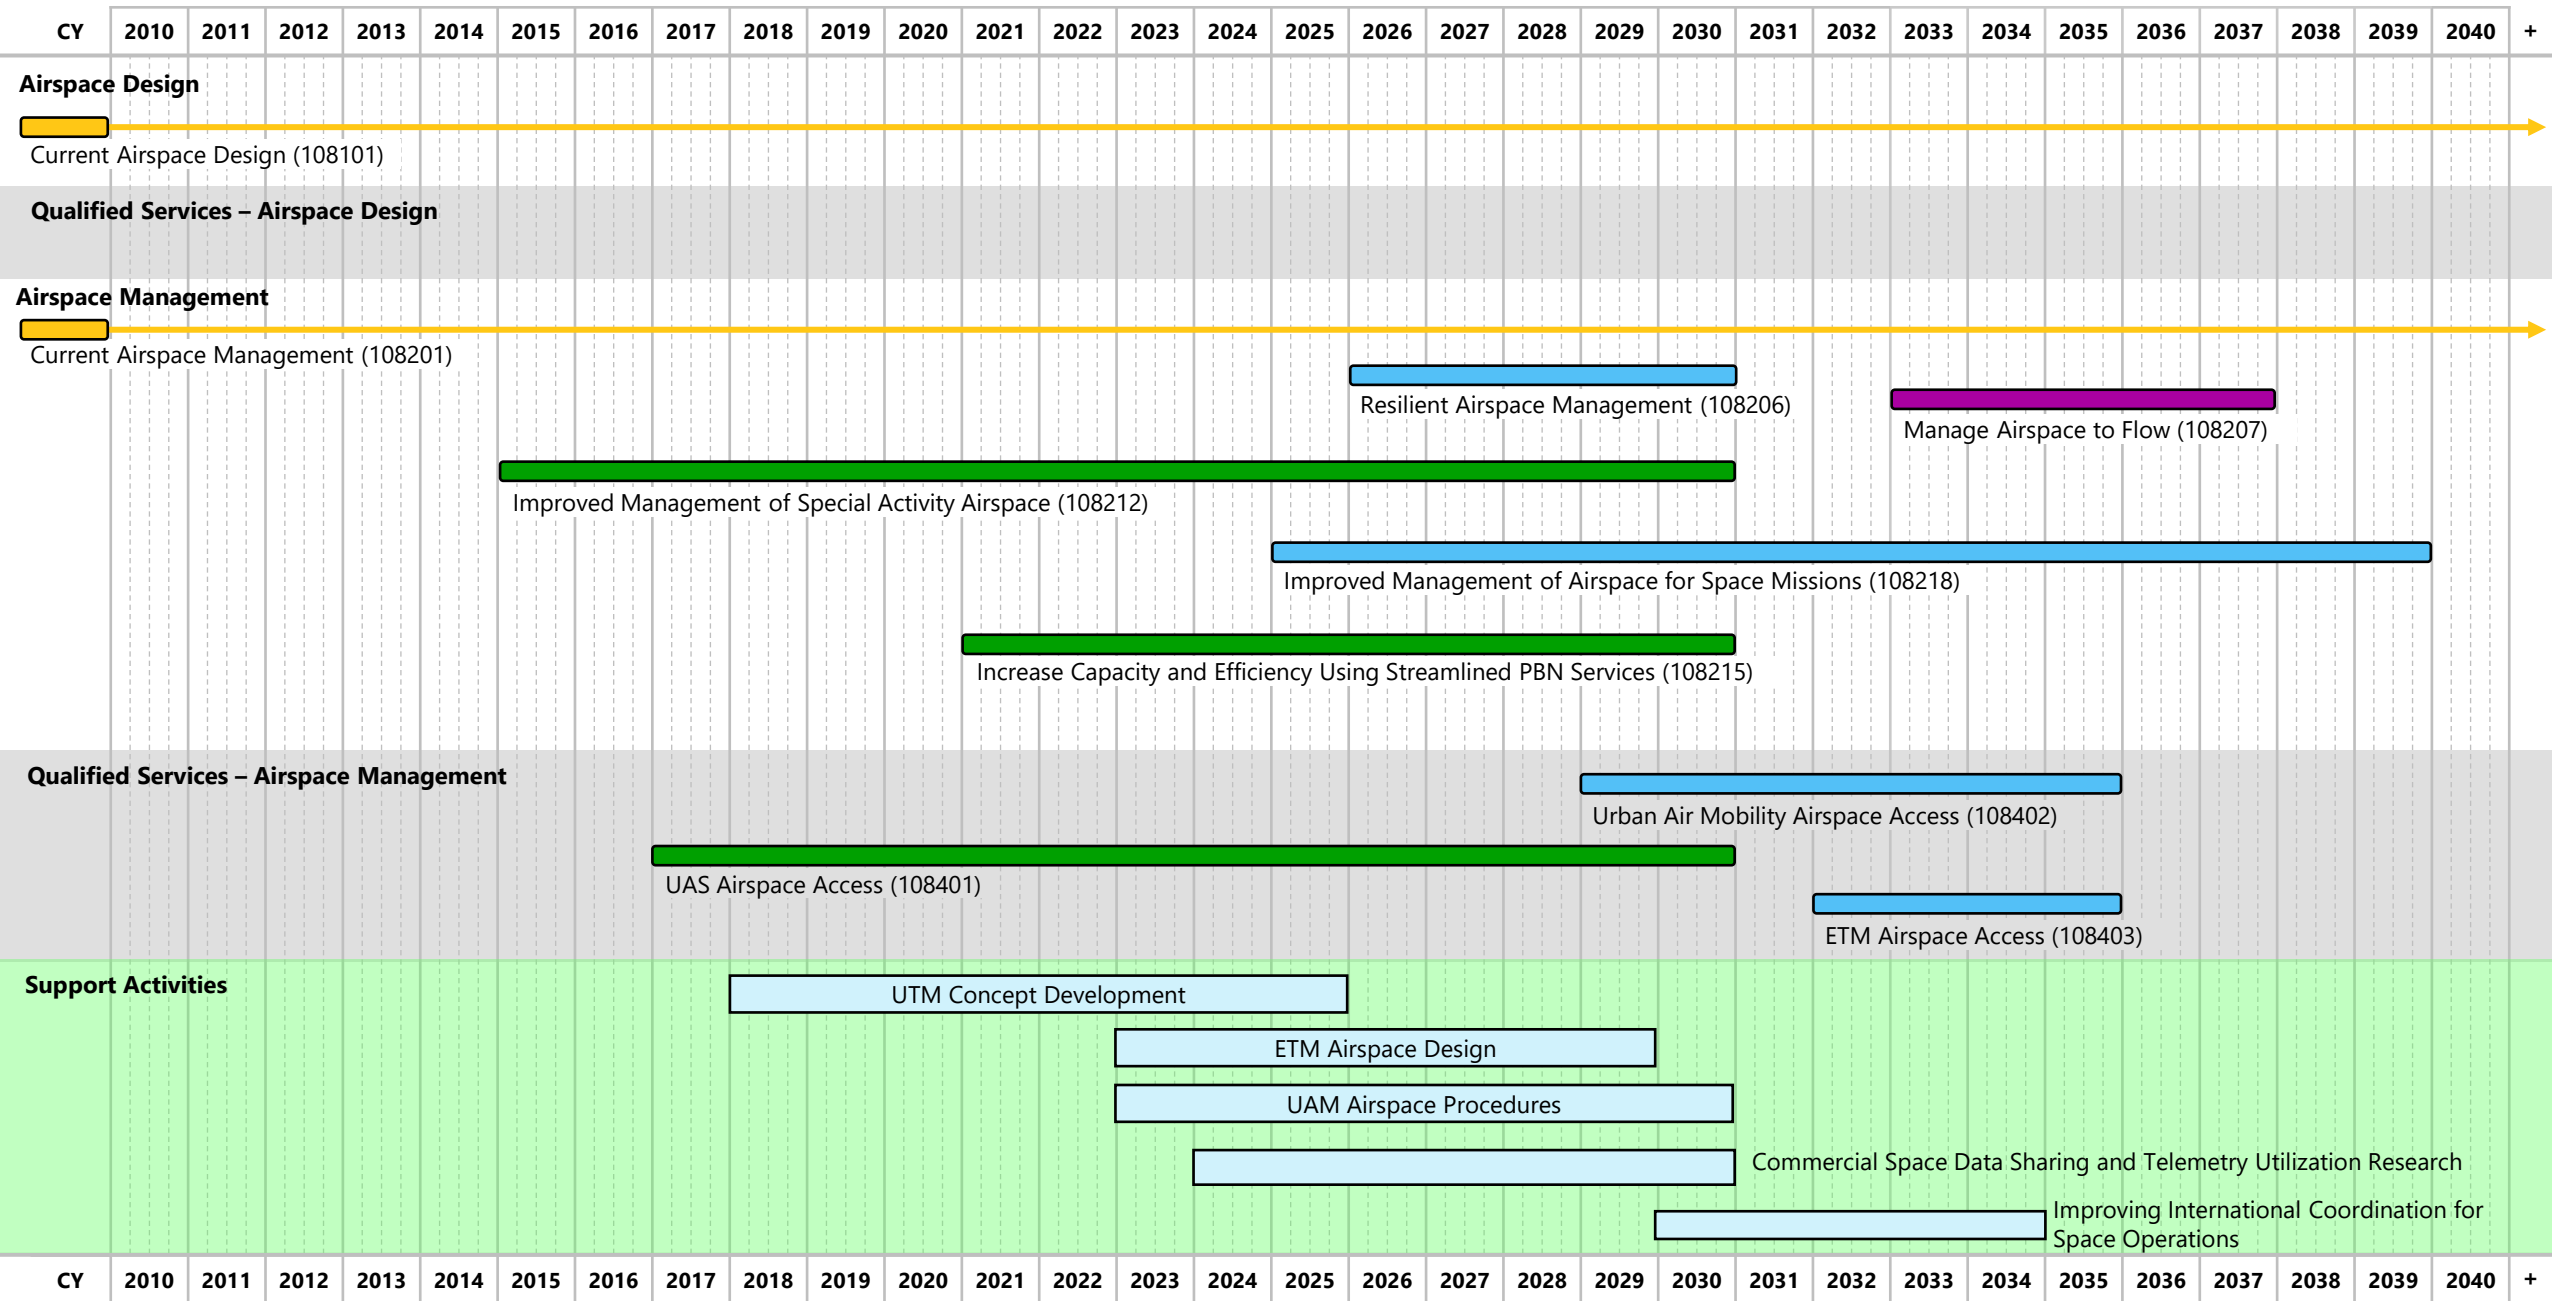 CY 2010 2011 2012 2013 2014 2015 2016 2017 2018 2019 2020 2021 2022 2023 2024 2025 2026 2027 2028 2029 2030 2031 2032 2033 2034 2035 2036 2037 2038 2039 2040 +
Airspace Design
Current Airspace Design (108101)
Qualified Services – Airspace Design
Airspace Management
Current Airspace Management (108201)
Resilient Airspace Management (108206)
Manage Airspace to Flow (108207)
Improved Management of Special Activity Airspace (108212)
Improved Management of Airspace for Space Missions (108218)
Increase Capacity and Efficiency Using Streamlined PBN Services (108215)
Qualified Services – Airspace Management
Urban Air Mobility Airspace Access (108402)
UAS Airspace Access (108401)
ETM Airspace Access (108403)
Support Activities
UTM Concept Development
ETM Airspace Design
UAM Airspace Procedures
Commercial Space Data Sharing and Telemetry Utilization Research
Improving International Coordination for
Space Operations
CY 2010 2011 2012 2013 2014 2015 2016 2017 2018 2019 2020 2021 2022 2023 2024 2025 2026 2027 2028 2029 2030 2031 2032 2033 2034 2035 2036 2037 2038 2039 2040 +